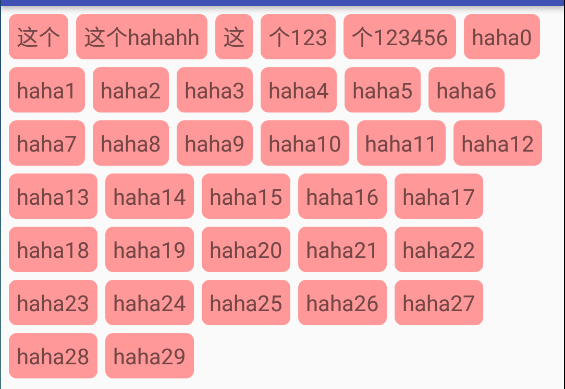 这个 这个hahahh 这 个123 个123456 haha0
haha1 haha2 haha3 haha4 haha5 haha6
haha7 haha8 haha9 haha10 haha11 haha12
haha13 haha14 haha15 haha16 haha17
haha18 haha19 haha20 haha21 haha22
haha23 haha24 haha25 haha26 haha27
haha28 haha29